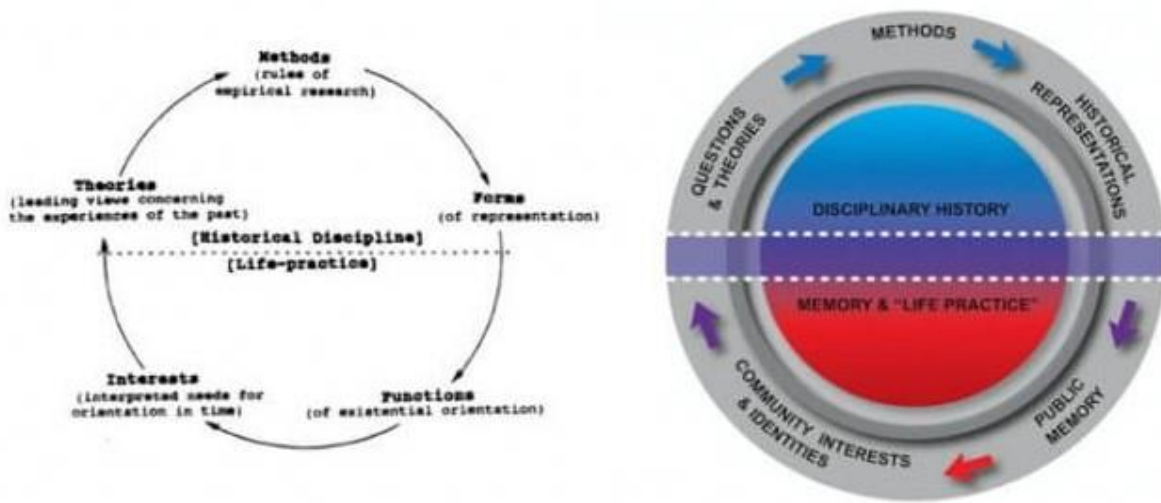 Methods
(rules of
empirical research)
Theories
(leading views concerning
the experiences of the past)
Forms
(of representation)
[Historical Discipline]
[Life-practice]
Interests
(interpreted needs for
orientation in time)
Functions
(of existential orientation)
METHODS
QUESTIONS
& THEORIES
HISTORICAL
REPRESENTATIONS
DISCIPLINARY HISTORY
MEMORY & "LIFE PRACTICE"
COMMUNITY INTERESTS
& IDENTITIES
PUBLIC
MEMORY